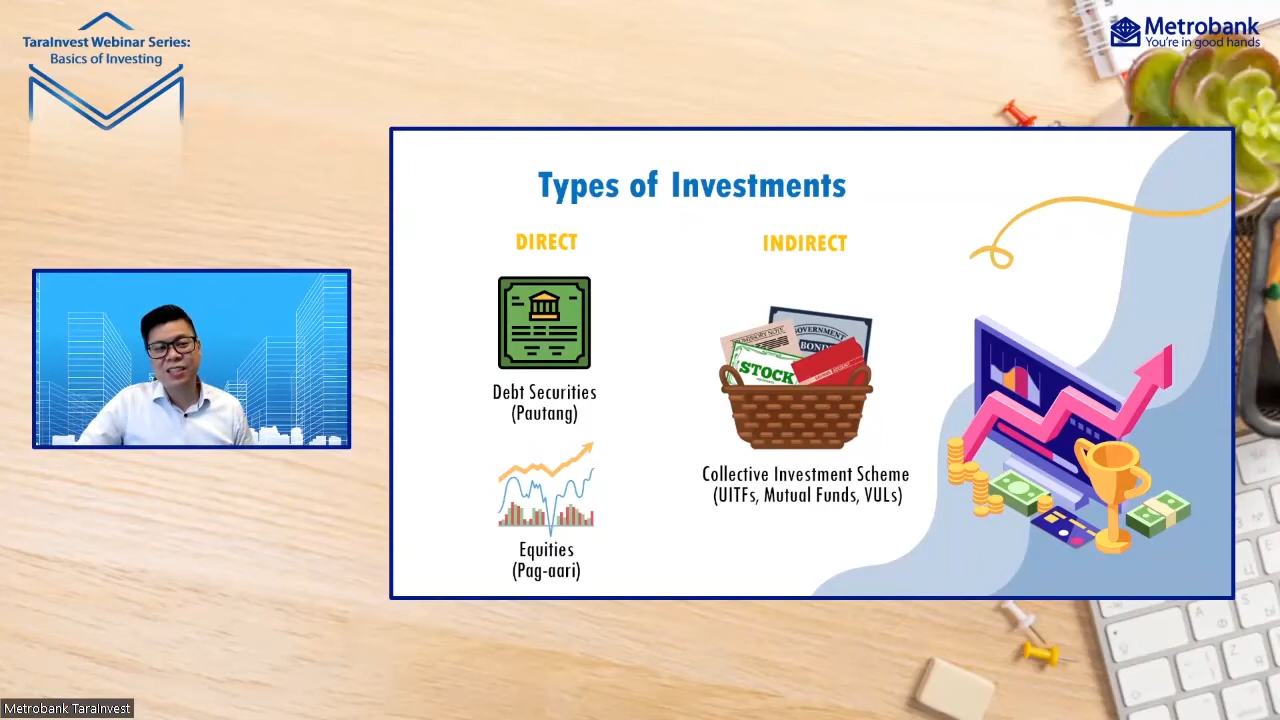 TaraInvest Webinar Series:
Basics of Investing
Metrobank
You're in good hands
Types of Investments
DIRECT
INDIRECT
Debt Securities
(Pautang)
Equities
(Pag-aari)
GOVERNMENT
BOND
STOCK
Collective Investment Scheme
(UITFs, Mutual Funds, VULs)
Metrobank TaraInvest